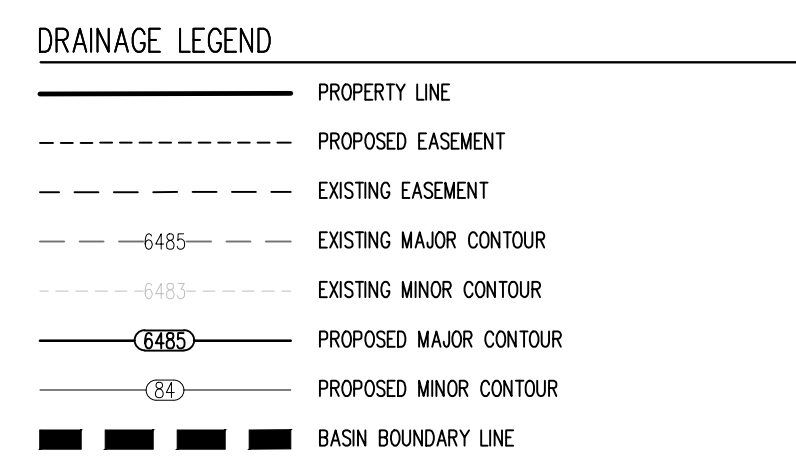 DRAINAGE LEGEND
PROPERTY LINE
PROPOSED EASEMENT
EXISTING EASEMENT
6485 EXISTING MAJOR CONTOUR
6483 EXISTING MINOR CONTOUR
6485 PROPOSED MAJOR CONTOUR
84 PROPOSED MINOR CONTOUR
BASIN BOUNDARY LINE